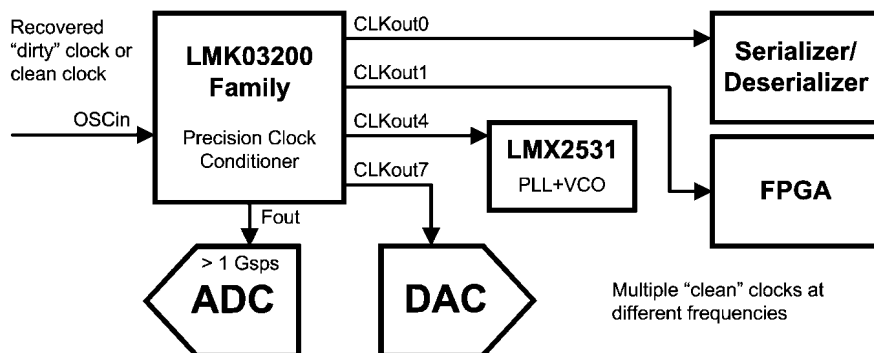 Recovered
“dirty” clock or
clean clock
OSCin
LMK03200
Family
Precision Clock
Conditioner
CLKout0
CLKout1
CLKout4
CLKout7
Fout
Serializer/
Deserializer
LMX2531
PLL+VCO
FPGA
> 1 Gsps
ADC
DAC
Multiple “clean” clocks at
different frequencies